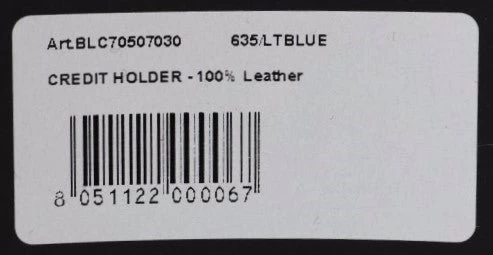 Art.BLC70507030 635/LTBLUE
CREDIT HOLDER - 100% Leather
8 051122 000067